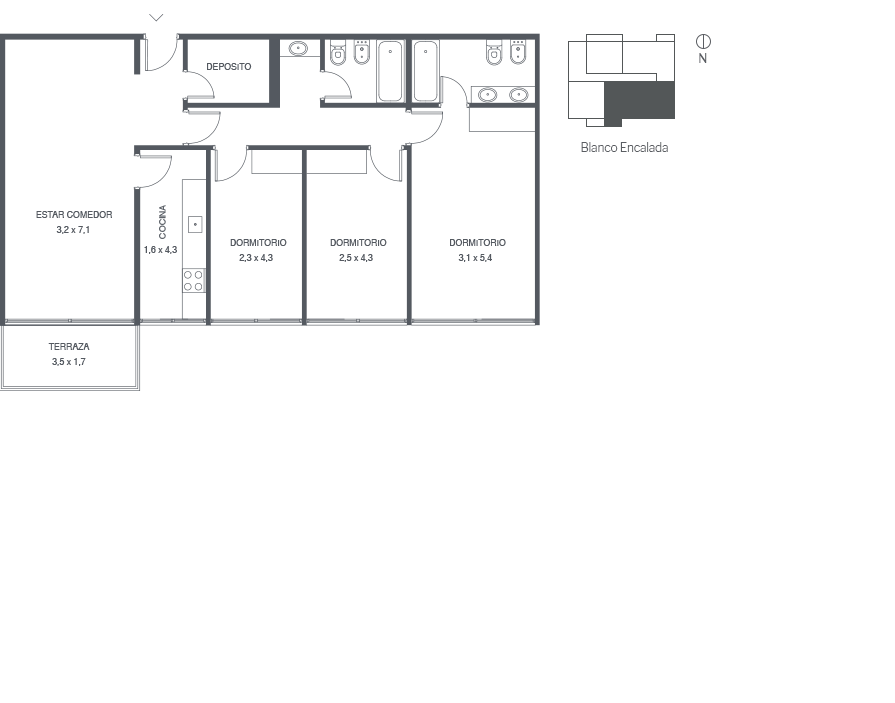 DEPOSITO
N
Blanco Encalada
ESTAR COMEDOR
3,2 x 7,1
COCINA
1,6 x 4,3
DORMITORIO
2,3 x 4,3
DORMITORIO
2,5 x 4,3
DORMITORIO
3,1 x 5,4
TERRAZA
3,5 x 1,7